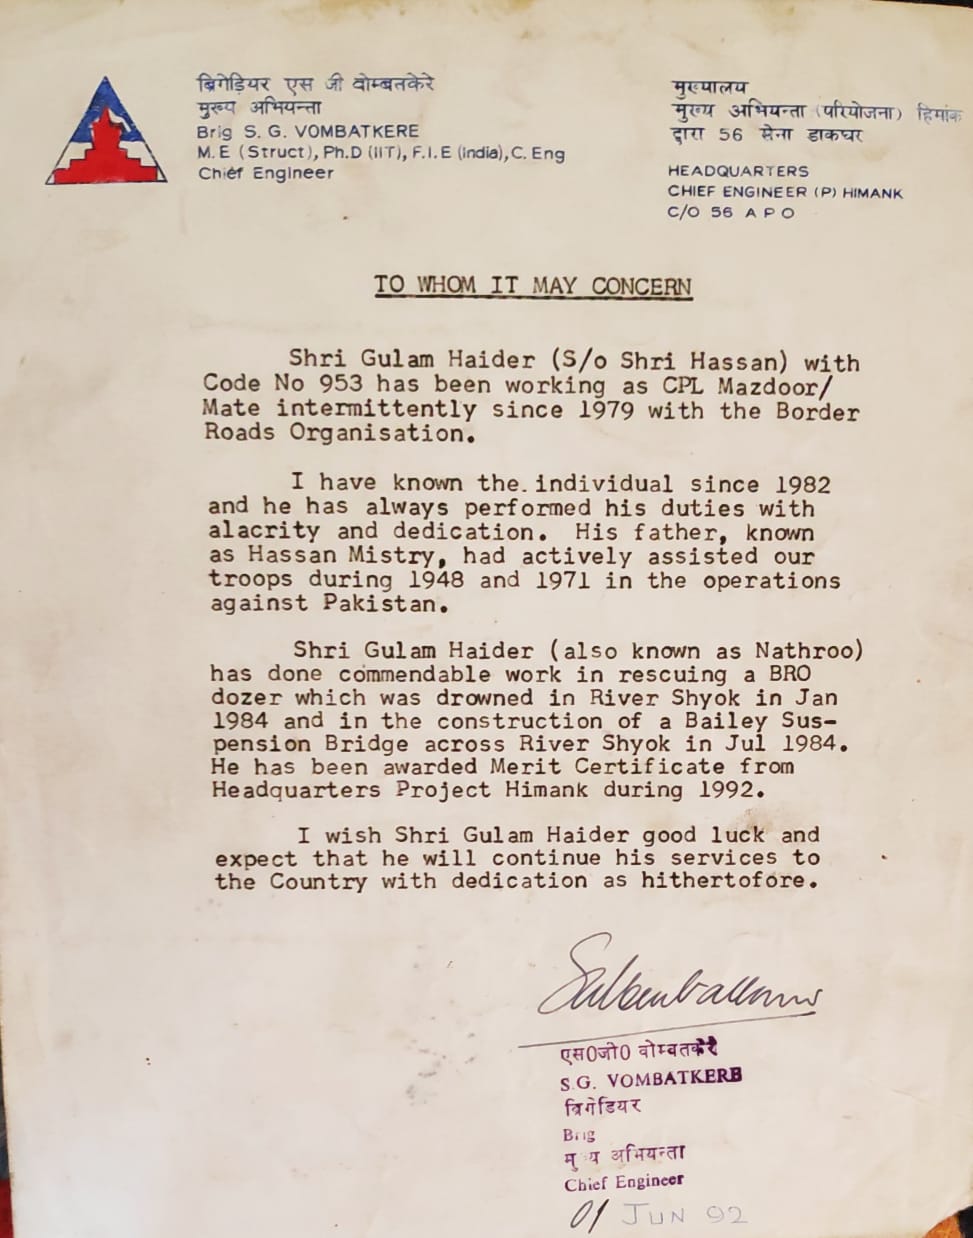 ब्रिगेडियर एस जी वोम्बतकेरे
मुख्य अभियन्ता
Brig S. G. VOMBATKERE
M. E (Struct), Ph.D (IIT), F.I.E (India), C. Eng
Chief Engineer
मुख्यालय
मुख्य अभियन्ता (परियोजना) हिमांक
द्वारा 56 सेना डाकघर
HEADQUARTERS
CHIEF ENGINEER (P) HIMANK
C/O 56 A P O
TO WHOM IT MAY CONCERN
Shri Gulam Haider (S/o Shri Hassan) with
Code No 953 has been working as CPL Mazdoor/
Mate intermittently since 1979 with the Border
Roads Organisation.
I have known the individual since 1982
and he has always performed his duties with
alacrity and dedication. His father, known
as Hassan Mistry, had actively assisted our
troops during 1948 and 1971 in the operations
against Pakistan.
Shri Gulam Haider (also known as Nathroo)
has done commendable work in rescuing a BRO
dozer which was drowned in River Shyok in Jan
1984 and in the construction of a Bailey Sus-
pension Bridge across River Shyok in Jul 1984.
He has been awarded Merit Certificate from
Headquarters Project Himank during 1992.
I wish Shri Gulam Haider good luck and
expect that he will continue his services to
the Country with dedication as hithertofore.
एस0जी0 वोम्बतकेरे
S.G. VOMBATKERE
ब्रिगेडियर
Brig
मुख्य अभियन्ता
Chief Engineer
01 JUN 92